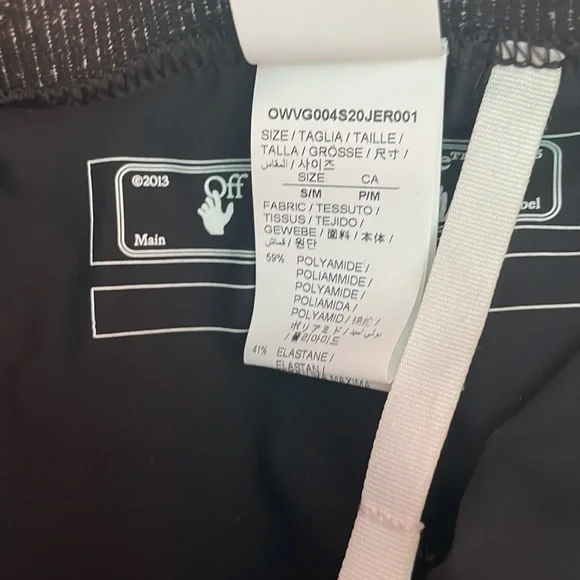 OWVG004S20JER001
SIZE / TAGLIA / TAILLE /
TALLA / GRÖSSE / 尺寸 /
المقاس / 사이즈
SIZE CA
S/M P/M
FABRIC / TESSUTO /
TISSUS / TEJIDO /
GEWEBE / 面料 / 本体 /
قماش / 원단
59% POLYAMIDE /
POLIAMMIDE /
POLYAMIDE /
POLIAMIDA /
POLYAMID /
ポリアミド /
/ 폴리아미드
41% ELASTANE /
ELASTAN /
©2013
Off
Main